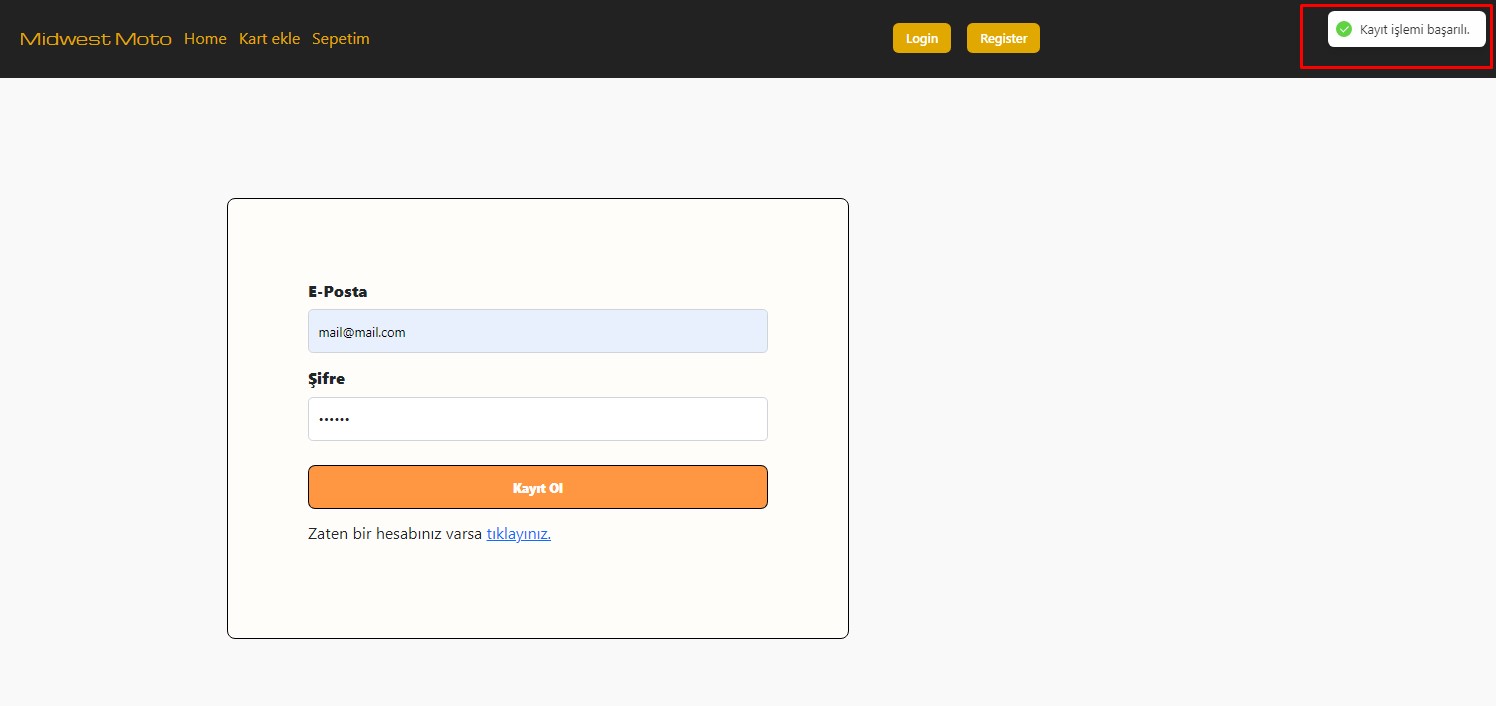 Midwest Moto Home Kart ekle Sepetim Login Register
Kayıt işlemi başarılı.
E-Posta
mail@mail.com
Şifre
••••••
Kayıt Ol
Zaten bir hesabınız varsa tıklayınız.